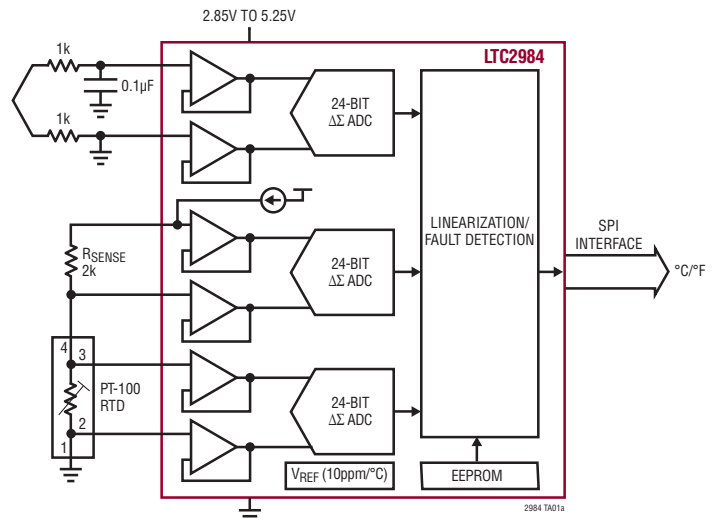 2.85V TO 5.25V
LTC2984
1k
0.1µF
1k
24-BIT
ΔΣ ADC
RSENSE
2k
24-BIT
ΔΣ ADC
LINEARIZATION/
FAULT DETECTION
SPI
INTERFACE
°C/°F
4
3
PT-100
RTD
2
1
24-BIT
ΔΣ ADC
VREF (10ppm/°C)
EEPROM
2984 TA01a